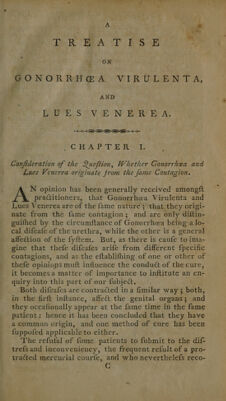 A
TREATISE
ON
GONORRHŒA VIRULENTA,
AND
LUES VENEREA.
CHAPTER I.
Conſideration of the Queſtion, Whether Gonorrhœa and
Lues Venerea originate from the ſame Contagion.
AN opinion has been generally received amongſt
practitioners, that Gonorrhœa Virulenta and
Lues Venerea are of the ſame nature; that they origi-
nate from the ſame contagion; and are only diſtin-
guiſhed by the circumſtance of Gonorrhœa being a lo-
cal diſeaſe of the urethra, while the other is a general
affection of the ſyſtem. But, as there is cauſe to ima-
gine that theſe diſeaſes ariſe from different ſpecific
contagions, and as the eſtabliſhing of one or other of
theſe opinions muſt influence the conduct of the cure,
it becomes a matter of importance to inſtitute an en-
quiry into this part of our ſubject.
Both diſeaſes are contracted in a ſimilar way; both,
in the firſt inſtance, affect the genital organs; and
they occaſionally appear at the ſame time in the ſame
patient: hence it has been concluded that they have
a common origin, and one method of cure has been
ſuppoſed applicable to either.
The refuſal of ſome patients to ſubmit to the diſ-
treſs and inconveniency, the frequent reſult of a pro-
tracted mercurial courſe, and who nevertheleſs reco-
C